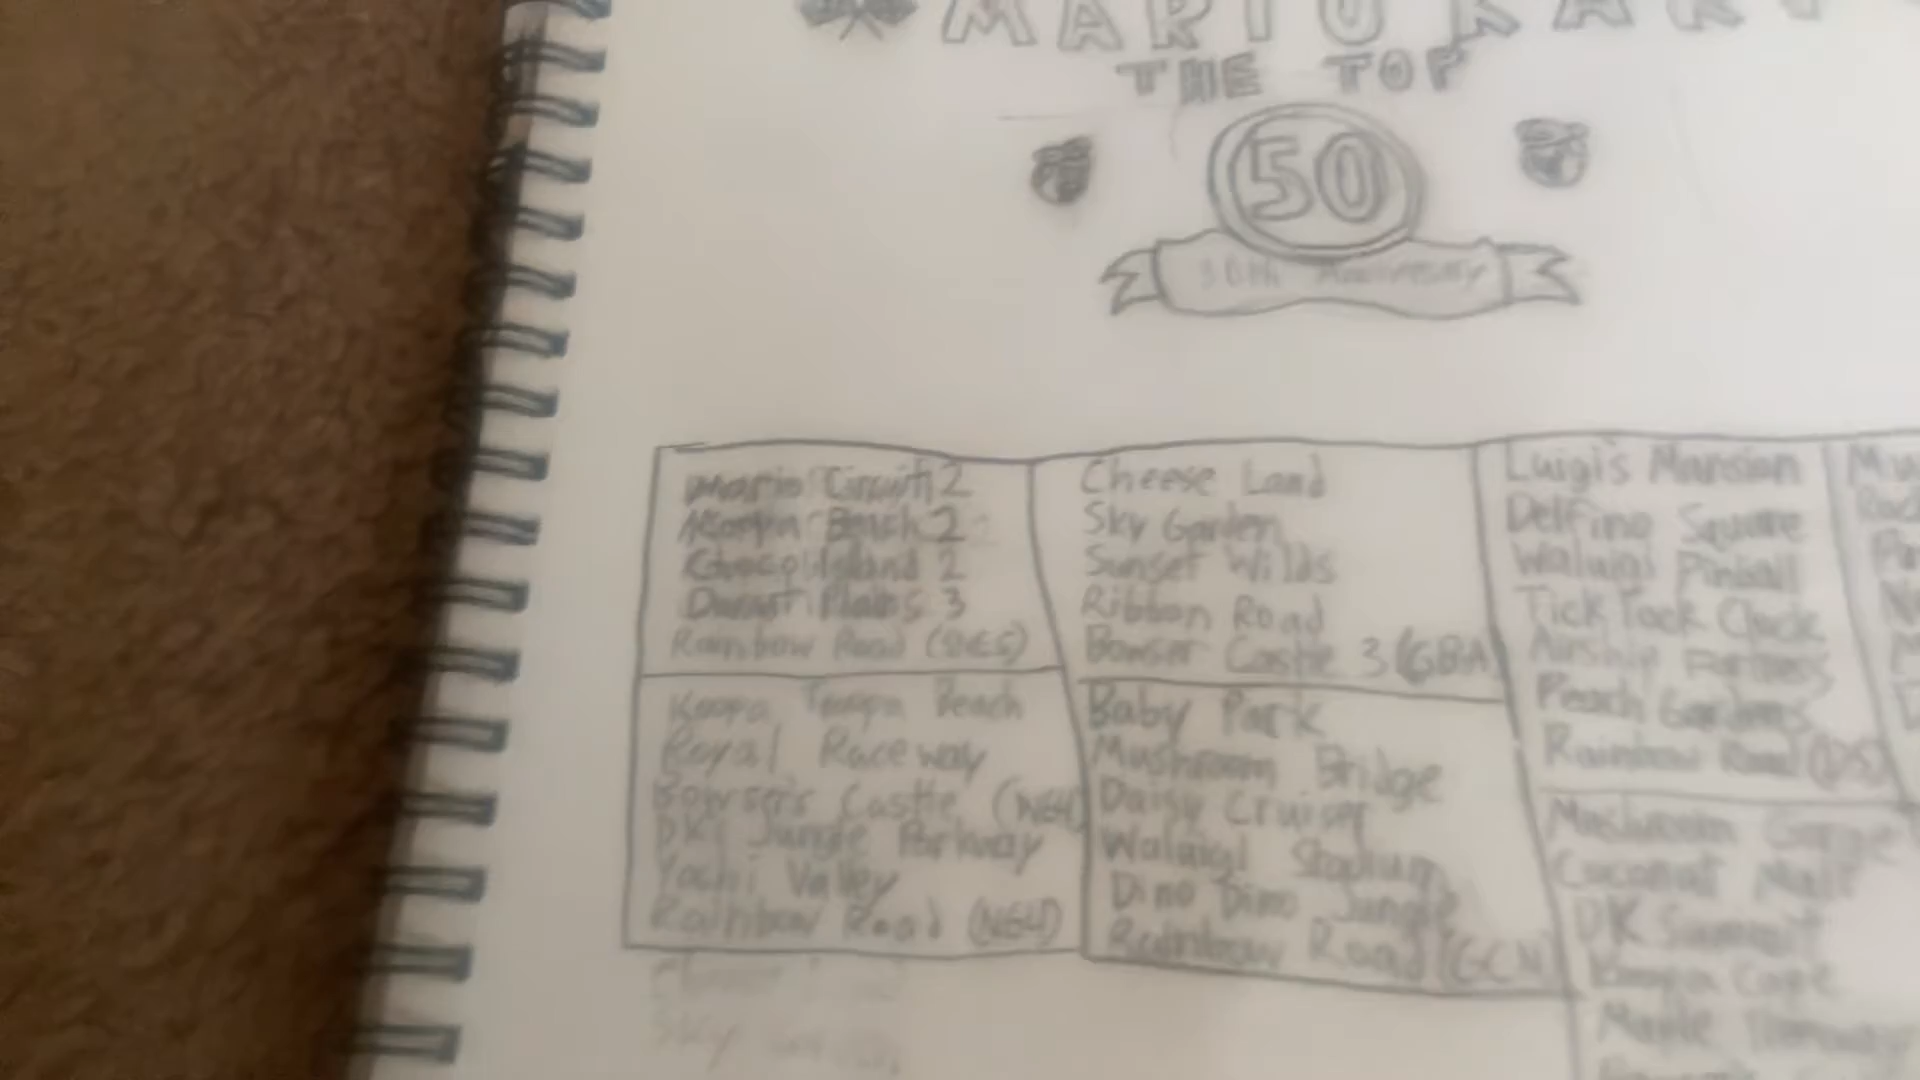 MARIO KART
THE TOP
50
30th Anniversary
Mario Circuit 2
Koopa Beach 2
Choco Island 2
Donut Plains 3
Rainbow Road (SNES)
Koopa Troopa Beach
Royal Raceway
Bowser's Castle (N64)
DK's Jungle Parkway
Yoshi Valley
Rainbow Road (N64)
Sky
Cheese Land
Sky Garden
Sunset Wilds
Ribbon Road
Bowser Castle 3 (GBA)
Baby Park
Mushroom Bridge
Daisy Cruiser
Waluigi Stadium
Dino Dino Jungle
Rainbow Road (GCN)
Luigi's Mansion
Delfino Square
Waluigi Pinball
Tick Tock Clock
Airship Fortress
Peach Gardens
Rainbow Road (DS)
Mushroom Gorge
Coconut Mall
DK Summit
Koopa Cape
Maple Treeway